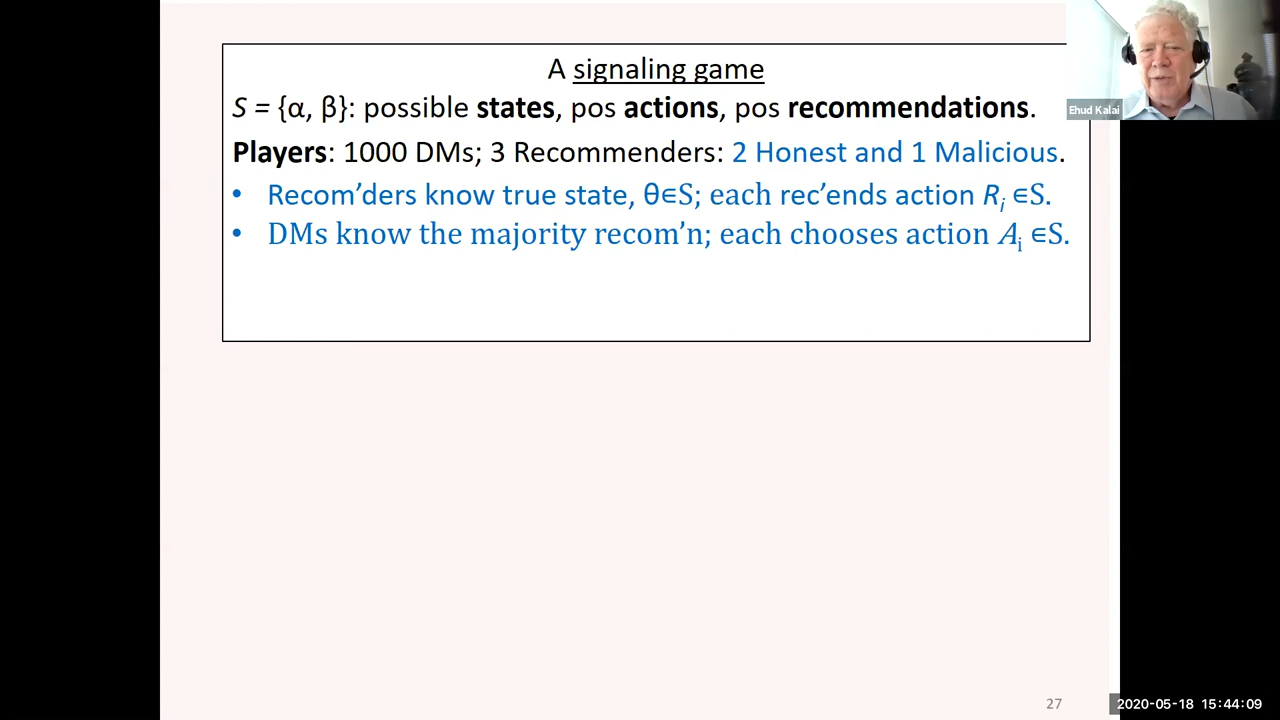 A signaling game
S = {α, β}: possible states, pos actions, pos recommendations.
Players: 1000 DMs; 3 Recommenders: 2 Honest and 1 Malicious.
• Recom’ders know true state, θ∈S; each rec’ends action Rᵢ ∈S.
• DMs know the majority recom’n; each chooses action Aᵢ ∈S.
Ehud Kalai
27
2020-05-18 15:44:09